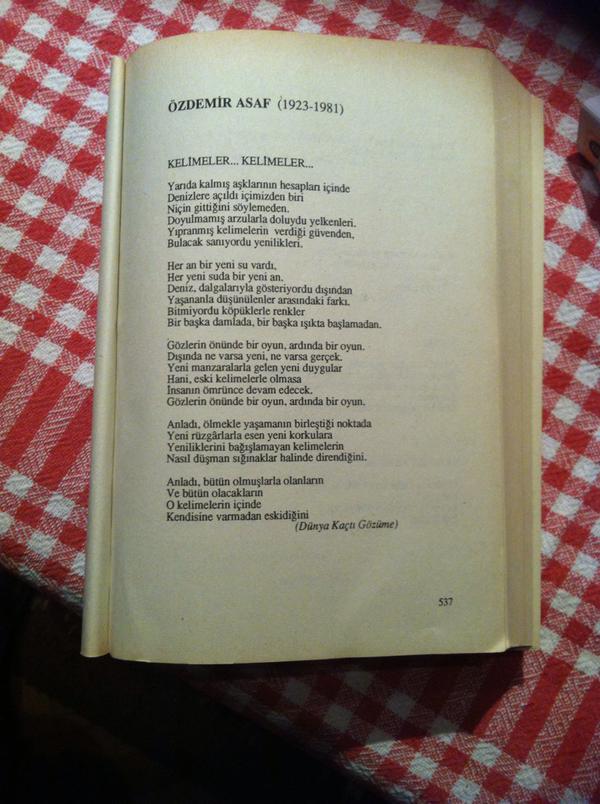 ÖZDEMİR ASAF (1923-1981)
KELİMELER... KELİMELER...
Yarıda kalmış aşklarının hesapları içinde
Denizlere açıldı içimizden biri
Niçin gittiğini söylemeden.
Doyulmamış arzularla doluydu yelkenleri.
Yıpranmış kelimelerin verdiği güvenden,
Bulacak sanıyordu yenilikleri.
Her an bir yeni su vardı,
Her yeni suda bir yeni an.
Deniz, dalgalarıyla gösteriyordu dışından
Yaşananla düşünülenler arasındaki farkı.
Bitmiyordu köpüklerle renkler
Bir başka damlada, bir başka ışıkta başlamadan.
Gözlerin önünde bir oyun, ardında bir oyun.
Dışında ne varsa yeni, ne varsa gerçek.
Yeni manzaralarla gelen yeni duygular
Hani, eski kelimelerle olmasa
İnsanın ömrünce devam edecek.
Gözlerin önünde bir oyun, ardında bir oyun.
Anladı, ölmekle yaşamanın birleştiği noktada
Yeni rüzgârlarla esen yeni korkulara
Yeniliklerini bağışlamayan kelimelerin
Nasıl düşman sığınaklar halinde direndiğini.
Anladı, bütün olmuşlarla olanların
Ve bütün olacakların
O kelimelerin içinde
Kendisine varmadan eskidiğini
(Dünya Kaçtı Gözüme)
537